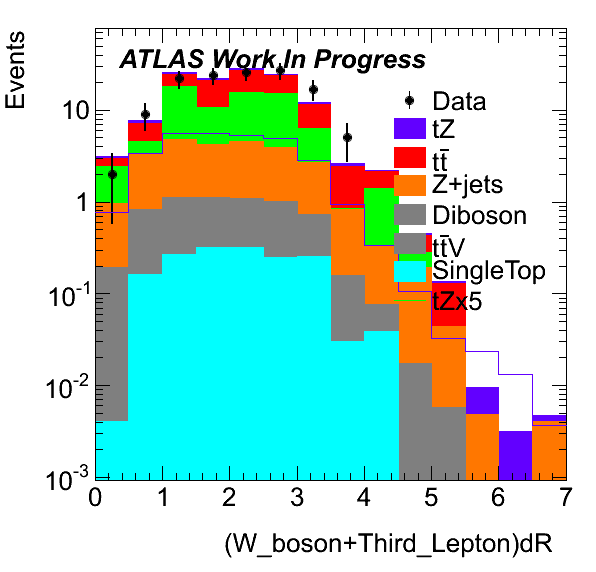 Events
ATLAS Work In Progress
Data
tZ
tt̄
Z+jets
Diboson
tt̄V
SingleTop
tZx5
10
1
10⁻¹
10⁻²
10⁻³
0 1 2 3 4 5 6 7
(W_boson+Third_Lepton)dR